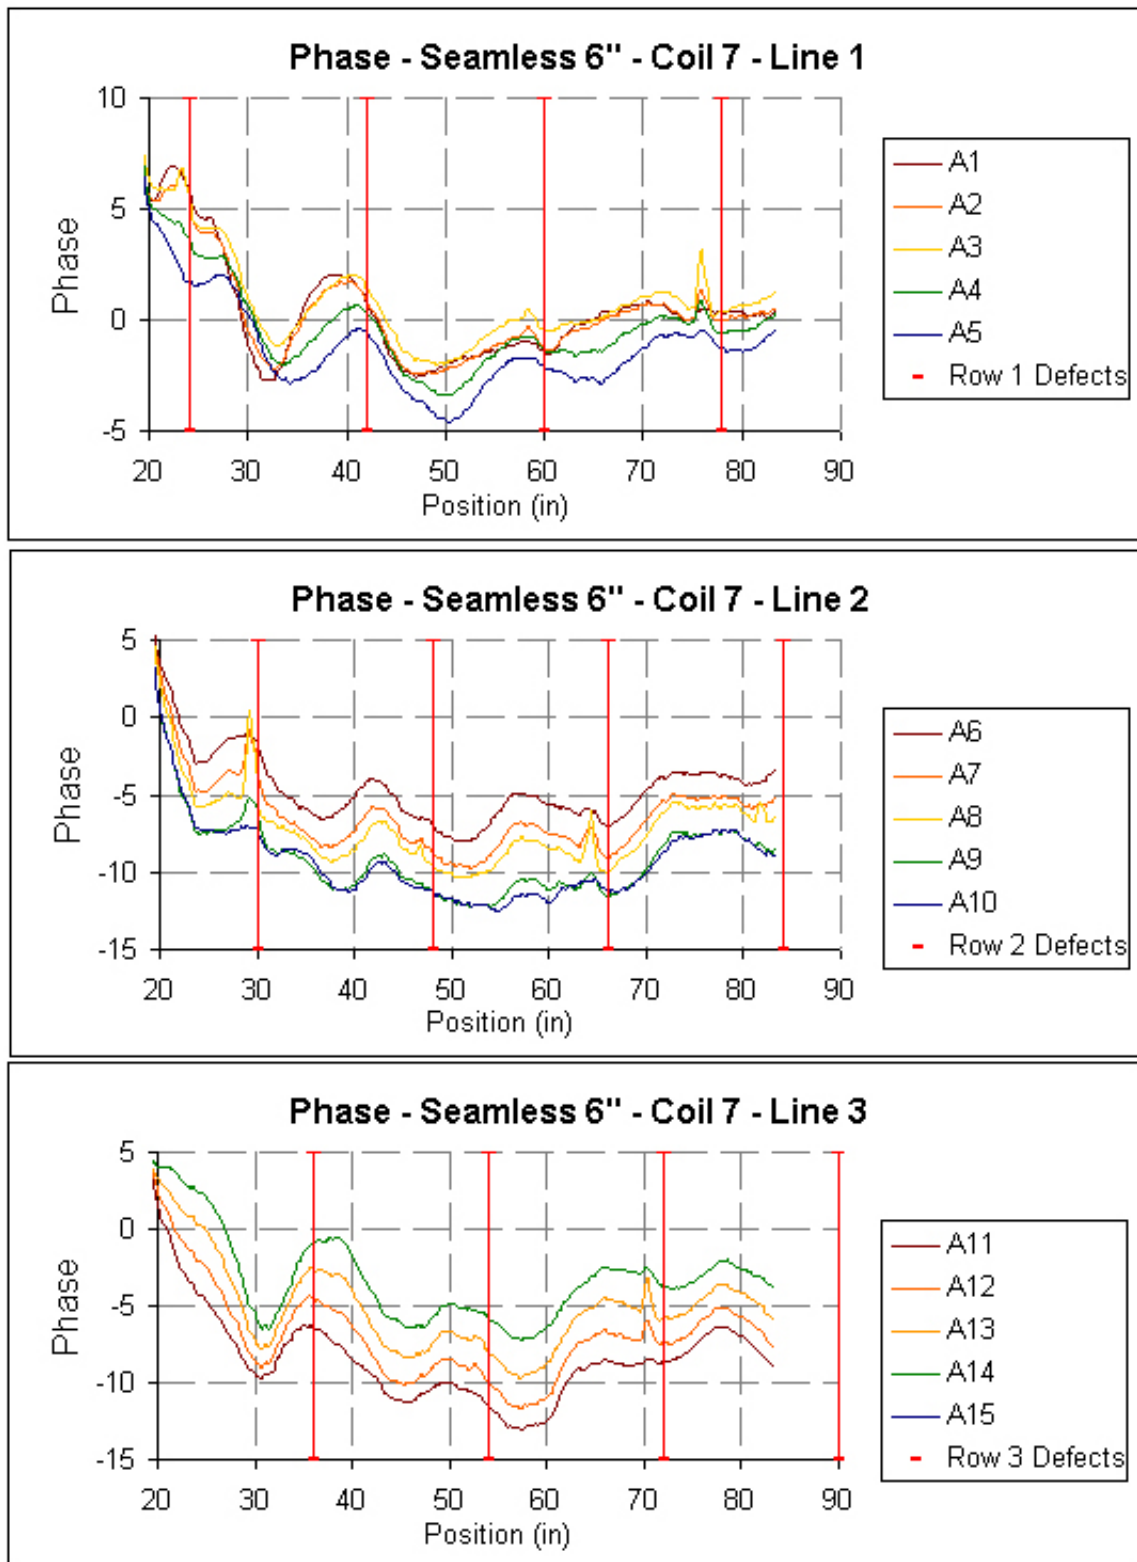 Phase - Seamless 6" - Coil 7 - Line 1
10
5
0
-5
Phase
20 30 40 50 60 70 80 90
Position (in)
A1
A2
A3
A4
A5
Row 1 Defects
Phase - Seamless 6" - Coil 7 - Line 2
5
0
-5
-10
-15
Phase
20 30 40 50 60 70 80 90
Position (in)
A6
A7
A8
A9
A10
Row 2 Defects
Phase - Seamless 6" - Coil 7 - Line 3
5
0
-5
-10
-15
Phase
20 30 40 50 60 70 80 90
Position (in)
A11
A12
A13
A14
A15
Row 3 Defects